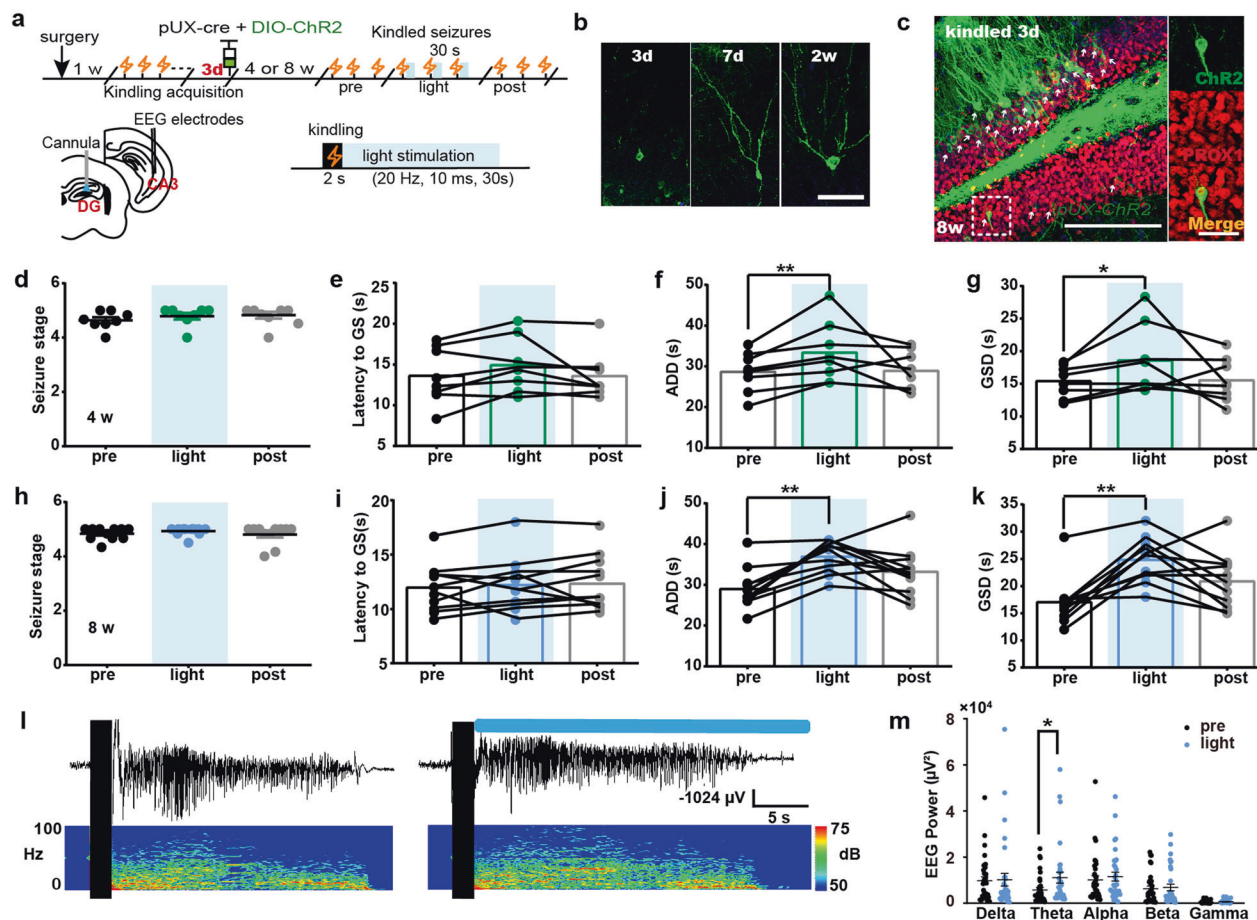 a
pUX-cre + DIO-ChR2
surgery
Kindled seizures
30 s
1 w
3d
4 or 8 w
Kindling acquisition
pre
light
post
EEG electrodes
Cannula
CA3
DG
kindling
light stimulation
2 s
(20 Hz, 10 ms, 30s)
b
3d
7d
2w
c
kindled 3d
8w
pUX-ChR2
ChR2
PROX1
Merge
d
Seizure stage
6
4
2
0
4 w
pre
light
post
e
Latency to GS (s)
25
20
15
10
5
pre
light
post
f
**
ADD (s)
50
40
30
20
10
pre
light
post
g
*
GSD (s)
30
25
20
15
10
5
pre
light
post
h
Seizure stage
6
4
2
0
8 w
pre
light
post
i
Latency to GS(s)
20
15
10
5
pre
light
post
j
**
ADD (s)
50
40
30
20
10
pre
light
post
k
**
GSD (s)
35
30
25
20
15
10
5
pre
light
post
l
-1024 µV
5 s
100
Hz
0
75
dB
50
m
×10⁴
EEG Power (µV²)
8
6
4
2
0
*
pre
light
Delta
Theta
Alpha
Beta
Gamma